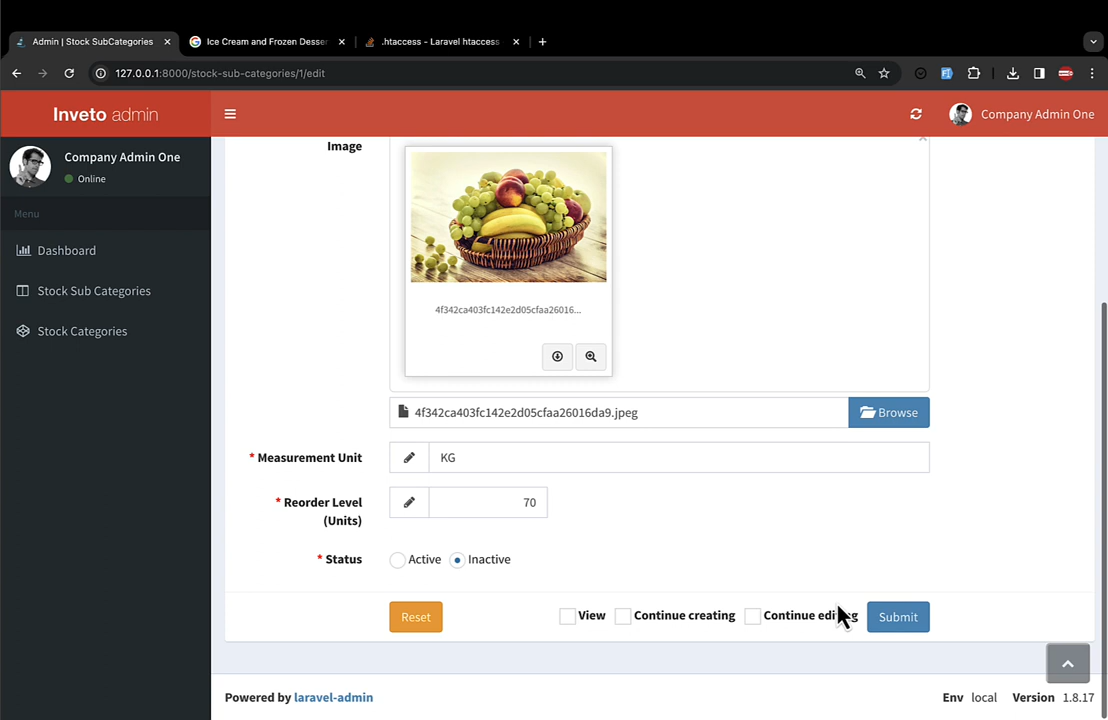 Admin | Stock SubCategories
Ice Cream and Frozen Desser
.htaccess - Laravel htaccess
127.0.0.1:8000/stock-sub-categories/1/edit
Inveto admin
Company Admin One
Company Admin One
Online
Menu
Dashboard
Stock Sub Categories
Stock Categories
Image
4f342ca403fc142e2d05cfaa26016...
4f342ca403fc142e2d05cfaa26016da9.jpeg
Browse
* Measurement Unit
KG
* Reorder Level
(Units)
70
* Status
Active
Inactive
Reset
View
Continue creating
Continue editing
Submit
Powered by laravel-admin
Env local Version 1.8.17